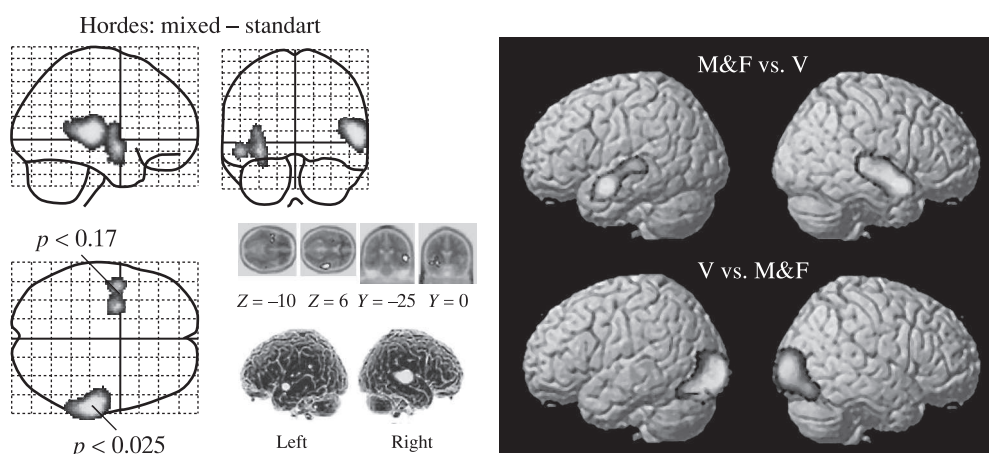 Hordes: mixed – standart
p < 0.17
p < 0.025
Z = –10 Z = 6 Y = –25 Y = 0
Left Right
M&F vs. V
V vs. M&F